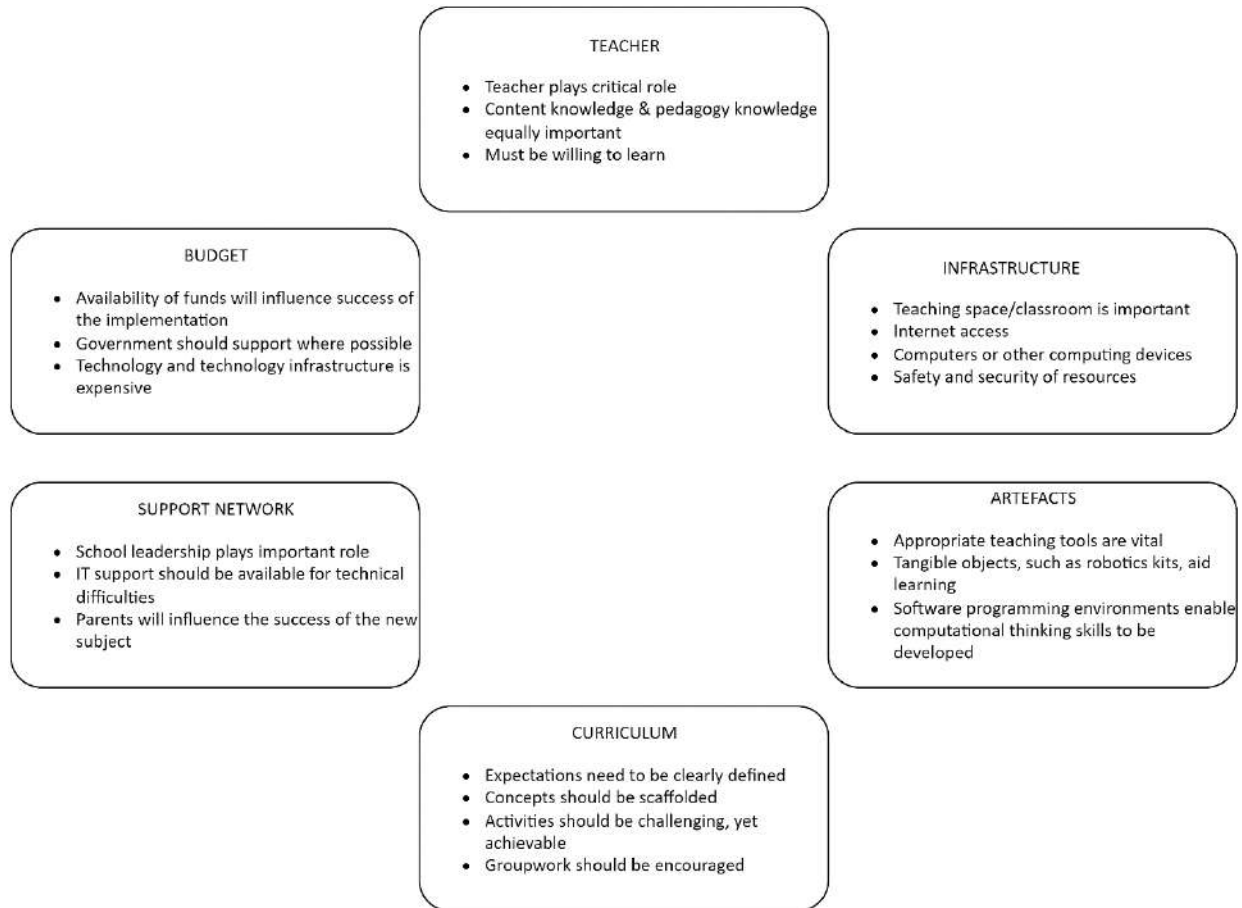 TEACHER
• Teacher plays critical role
• Content knowledge & pedagogy knowledge
equally important
• Must be willing to learn
BUDGET
• Availability of funds will influence success of
the implementation
• Government should support where possible
• Technology and technology infrastructure is
expensive
INFRASTRUCTURE
• Teaching space/classroom is important
• Internet access
• Computers or other computing devices
• Safety and security of resources
SUPPORT NETWORK
• School leadership plays important role
• IT support should be available for technical
difficulties
• Parents will influence the success of the new
subject
ARTEFACTS
• Appropriate teaching tools are vital
• Tangible objects, such as robotics kits, aid
learning
• Software programming environments enable
computational thinking skills to be
developed
CURRICULUM
• Expectations need to be clearly defined
• Concepts should be scaffolded
• Activities should be challenging, yet
achievable
• Groupwork should be encouraged